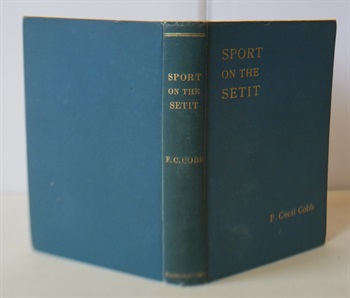 SPORT
ON THE
SETIT
F. C. COBB
SPORT
ON THE
SETIT
F. Cecil Cobb